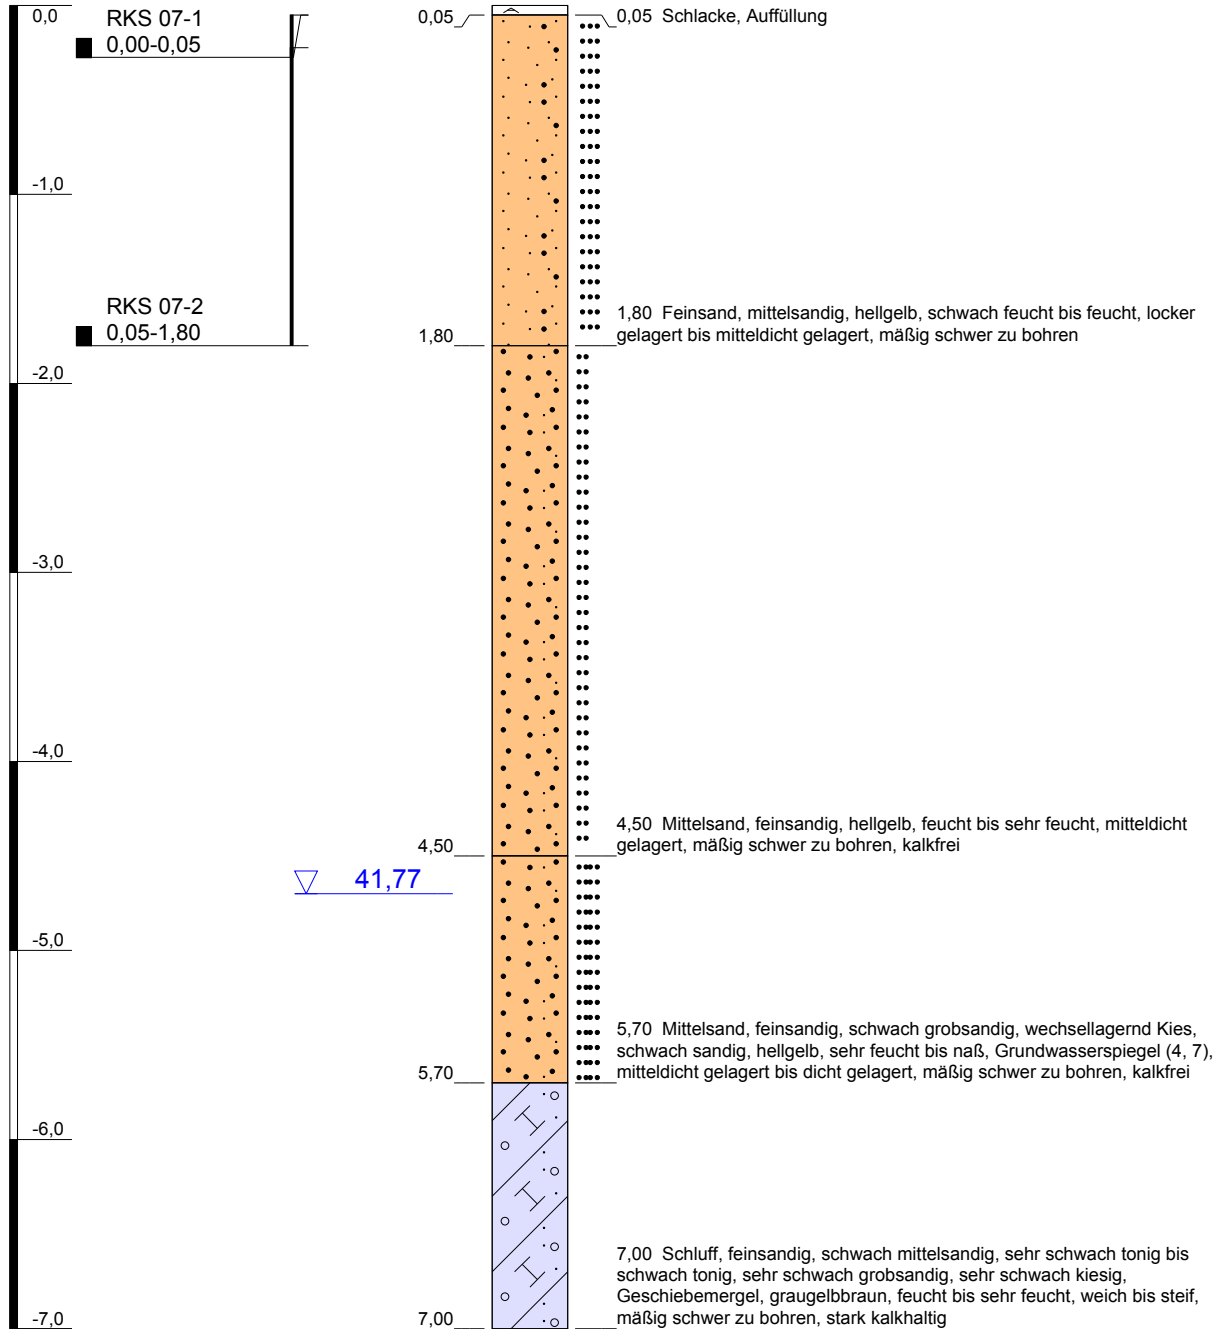 0,0
RKS 07-1
0,00-0,05
0,05
0,05 Schlacke, Auffüllung
-1,0
RKS 07-2
0,05-1,80
1,80
1,80 Feinsand, mittelsandig, hellgelb, schwach feucht bis feucht, locker
gelagert bis mitteldicht gelagert, mäßig schwer zu bohren
-2,0
-3,0
-4,0
4,50
4,50 Mittelsand, feinsandig, hellgelb, feucht bis sehr feucht, mitteldicht
gelagert, mäßig schwer zu bohren, kalkfrei
41,77
-5,0
5,70
5,70 Mittelsand, feinsandig, schwach grobsandig, wechsellagernd Kies,
schwach sandig, hellgelb, sehr feucht bis naß, Grundwasserspiegel (4, 7),
mitteldicht gelagert bis dicht gelagert, mäßig schwer zu bohren, kalkfrei
-6,0
7,00 Schluff, feinsandig, schwach mittelsandig, sehr schwach tonig bis
schwach tonig, sehr schwach grobsandig, sehr schwach kiesig,
Geschiebemergel, graugelbbraun, feucht bis sehr feucht, weich bis steif,
mäßig schwer zu bohren, stark kalkhaltig
-7,0
7,00